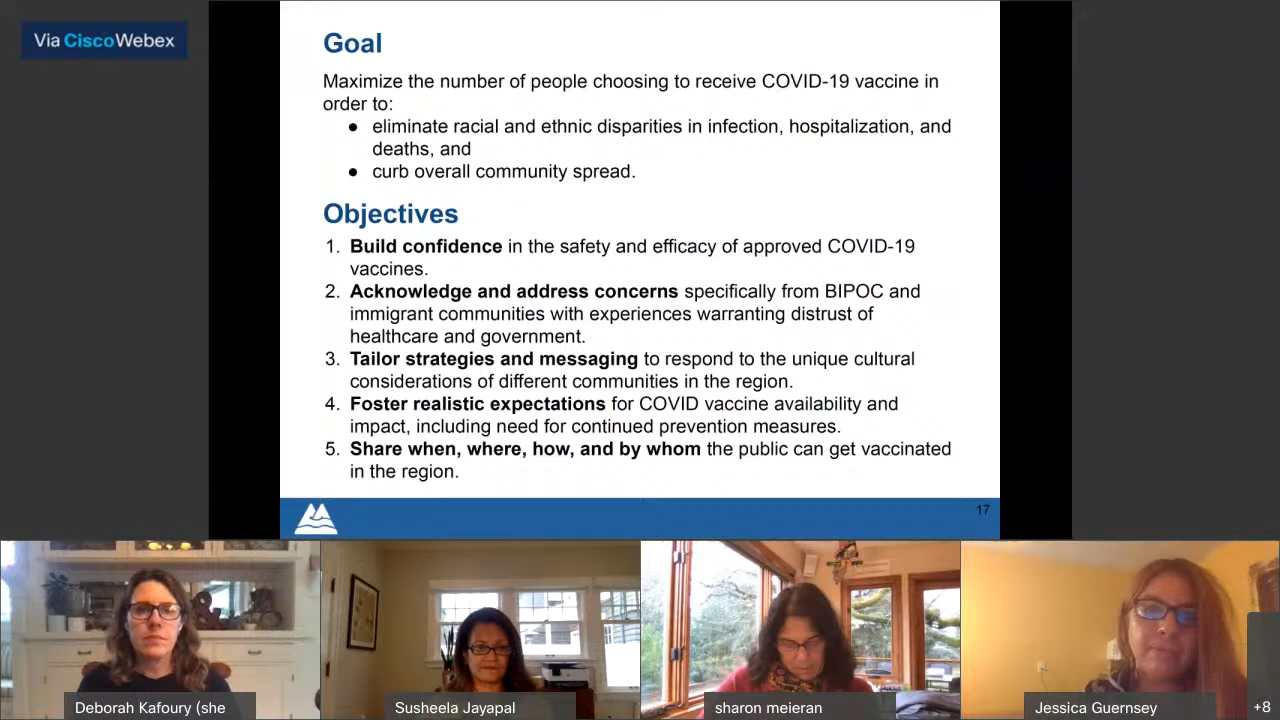 Via Cisco Webex
Goal
Maximize the number of people choosing to receive COVID-19 vaccine in
order to:
● eliminate racial and ethnic disparities in infection, hospitalization, and
deaths, and
● curb overall community spread.
Objectives
1. Build confidence in the safety and efficacy of approved COVID-19
vaccines.
2. Acknowledge and address concerns specifically from BIPOC and
immigrant communities with experiences warranting distrust of
healthcare and government.
3. Tailor strategies and messaging to respond to the unique cultural
considerations of different communities in the region.
4. Foster realistic expectations for COVID vaccine availability and
impact, including need for continued prevention measures.
5. Share when, where, how, and by whom the public can get vaccinated
in the region.
17
Deborah Kafoury (she
Susheela Jayapal
sharon meieran
Jessica Guernsey
+8